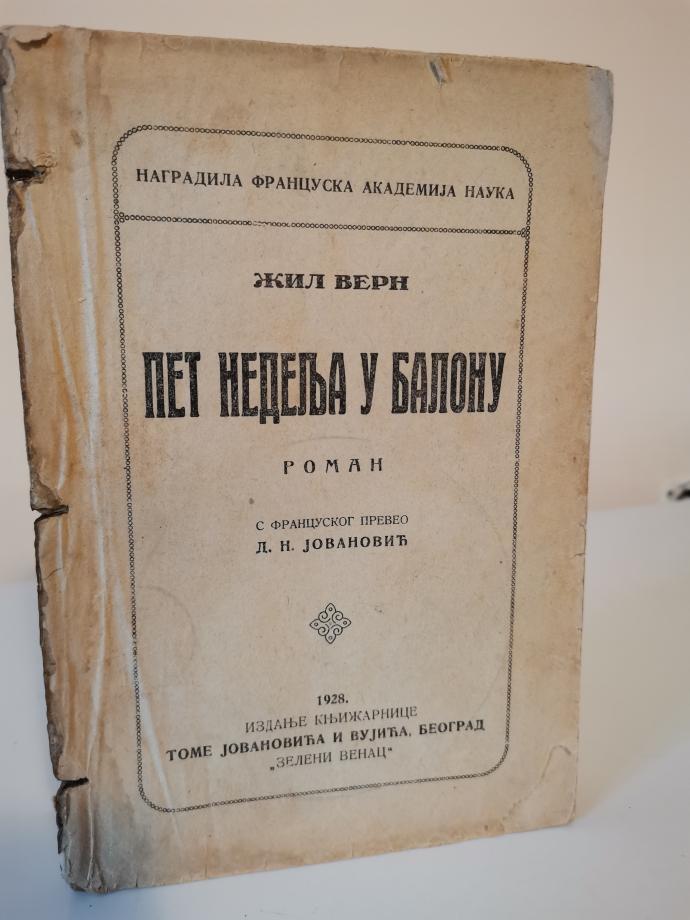 НАГРАДИЛА ФРАНЦУСКА АКАДЕМИЈА НАУКА
ЖИЛ ВЕРН
ПЕТ НЕДЕЉА У БАЛОНУ
РОМАН
С ФРАНЦУСКОГ ПРЕВЕО
Д. Н. ЈОВАНОВИЋ
1928.
ИЗДАЊЕ КЊИЖАРНИЦЕ
ТОМЕ ЈОВАНОВИЋА И ВУЈИЋА, БЕОГРАД
„ЗЕЛЕНИ ВЕНАЦ“